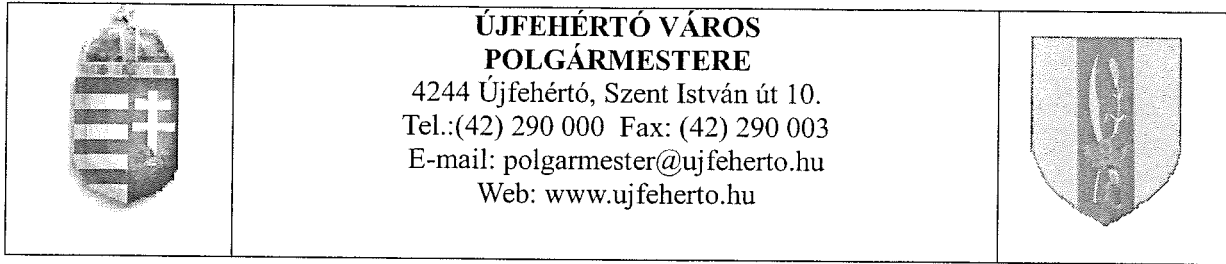 ÚJFEHÉRTÓ VÁROS
POLGÁRMESTERE
4244 Újfehértó, Szent István út 10.
Tel.:(42) 290 000 Fax: (42) 290 003
E-mail: polgarmester@ujfeherto.hu
Web: www.ujfeherto.hu